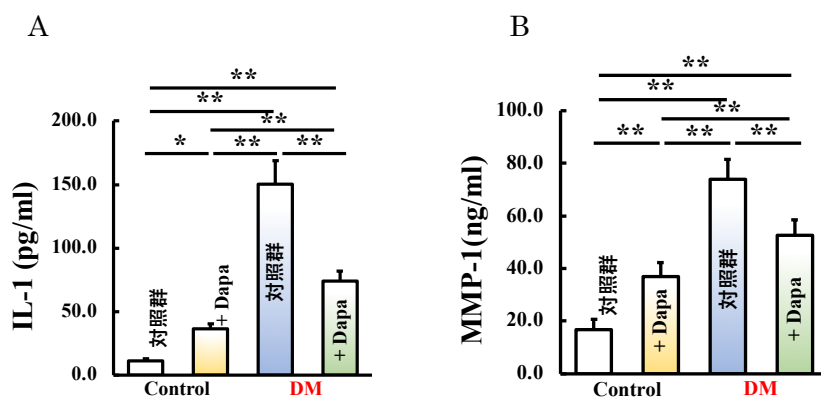 A
**
**
**
*
**
**
200.0
150.0
100.0
50.0
0.0
IL-1 (pg/ml)
対照群
+ Dapa
対照群
+ Dapa
Control
DM
B
**
**
**
**
**
**
100.0
80.0
60.0
40.0
20.0
0.0
MMP-1(ng/ml)
対照群
+ Dapa
対照群
+ Dapa
Control
DM